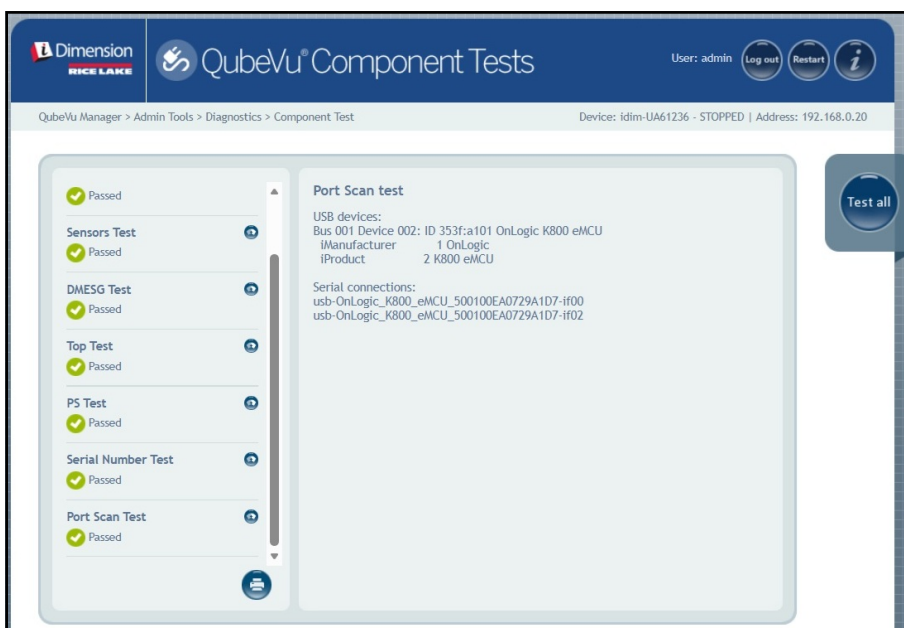 Dimension
RICE LAKE
QubeVu® Component Tests
User: admin
Log out
Restart
i
QubeVu Manager > Admin Tools > Diagnostics > Component Test
Device: idim-UA61236 - STOPPED | Address: 192.168.0.20
Passed
Sensors Test
Passed
DMESG Test
Passed
Top Test
Passed
PS Test
Passed
Serial Number Test
Passed
Port Scan Test
Passed
Port Scan test
USB devices:
Bus 001 Device 002: ID 353f:a101 OnLogic K800 eMCU
iManufacturer 1 OnLogic
iProduct 2 K800 eMCU
Serial connections:
usb-OnLogic_K800_eMCU_500100EA0729A1D7-if00
usb-OnLogic_K800_eMCU_500100EA0729A1D7-if02
Test all